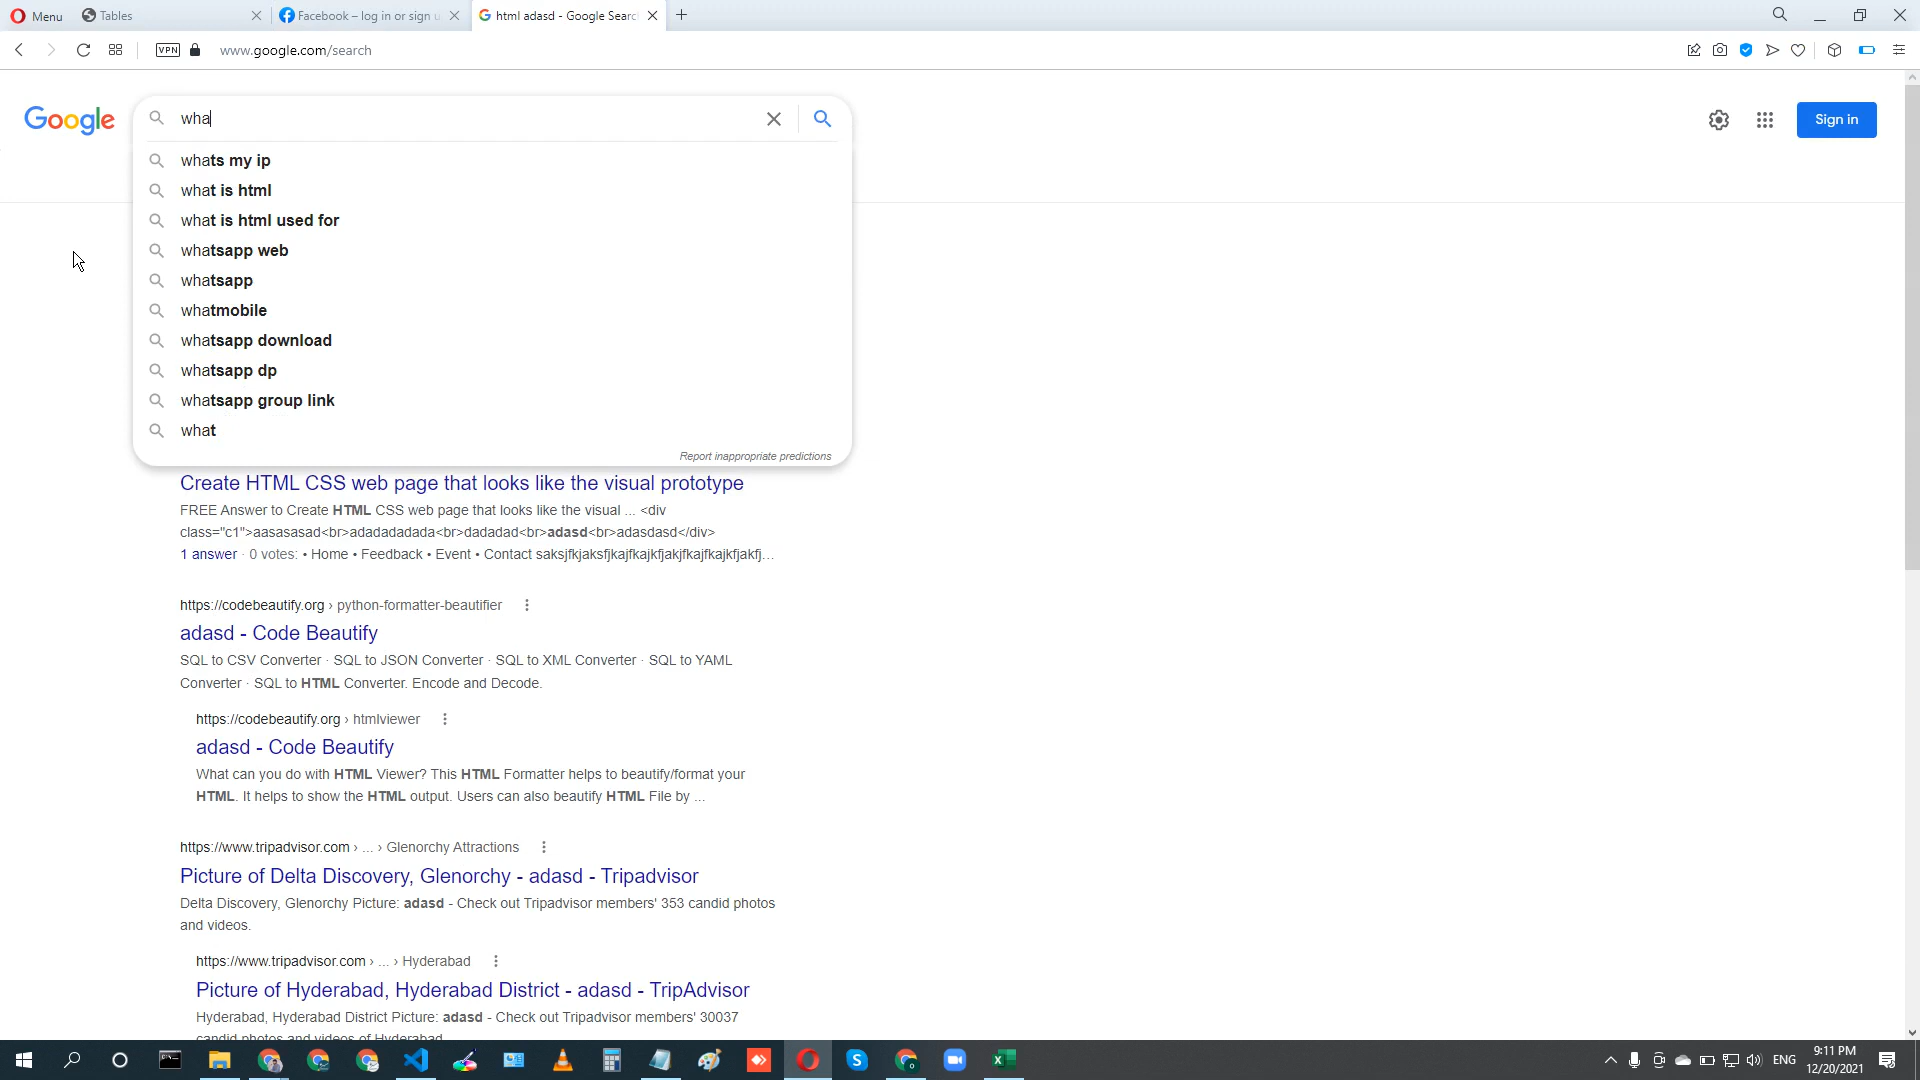 Menu
Tables
Facebook – log in or sign u
html adasd - Google Searc
VPN
www.google.com/search
Google
wha
Sign in
whats my ip
what is html
what is html used for
whatsapp web
whatsapp
whatmobile
whatsapp download
whatsapp dp
whatsapp group link
what
Report inappropriate predictions
Create HTML CSS web page that looks like the visual prototype
FREE Answer to Create HTML CSS web page that looks like the visual ... <div
class="c1">aasasasad<br>adadadadada<br>dadadad<br>adasd<br>adasdasd</div>
1 answer · 0 votes: • Home • Feedback • Event • Contact saksjfkjaksfjkajfkajkfjakjfkajfkajkfjakfj...
https://codebeautify.org › python-formatter-beautifier
adasd - Code Beautify
SQL to CSV Converter · SQL to JSON Converter · SQL to XML Converter · SQL to YAML
Converter · SQL to HTML Converter. Encode and Decode.
https://codebeautify.org › htmlviewer
adasd - Code Beautify
What can you do with HTML Viewer? This HTML Formatter helps to beautify/format your
HTML. It helps to show the HTML output. Users can also beautify HTML File by ...
https://www.tripadvisor.com › ... › Glenorchy Attractions
Picture of Delta Discovery, Glenorchy - adasd - Tripadvisor
Delta Discovery, Glenorchy Picture: adasd - Check out Tripadvisor members' 353 candid photos
and videos.
https://www.tripadvisor.com › ... › Hyderabad
Picture of Hyderabad, Hyderabad District - adasd - TripAdvisor
Hyderabad, Hyderabad District Picture: adasd - Check out Tripadvisor members' 30037
candid photos and videos of Hyderabad
ENG
9:11 PM
12/20/2021